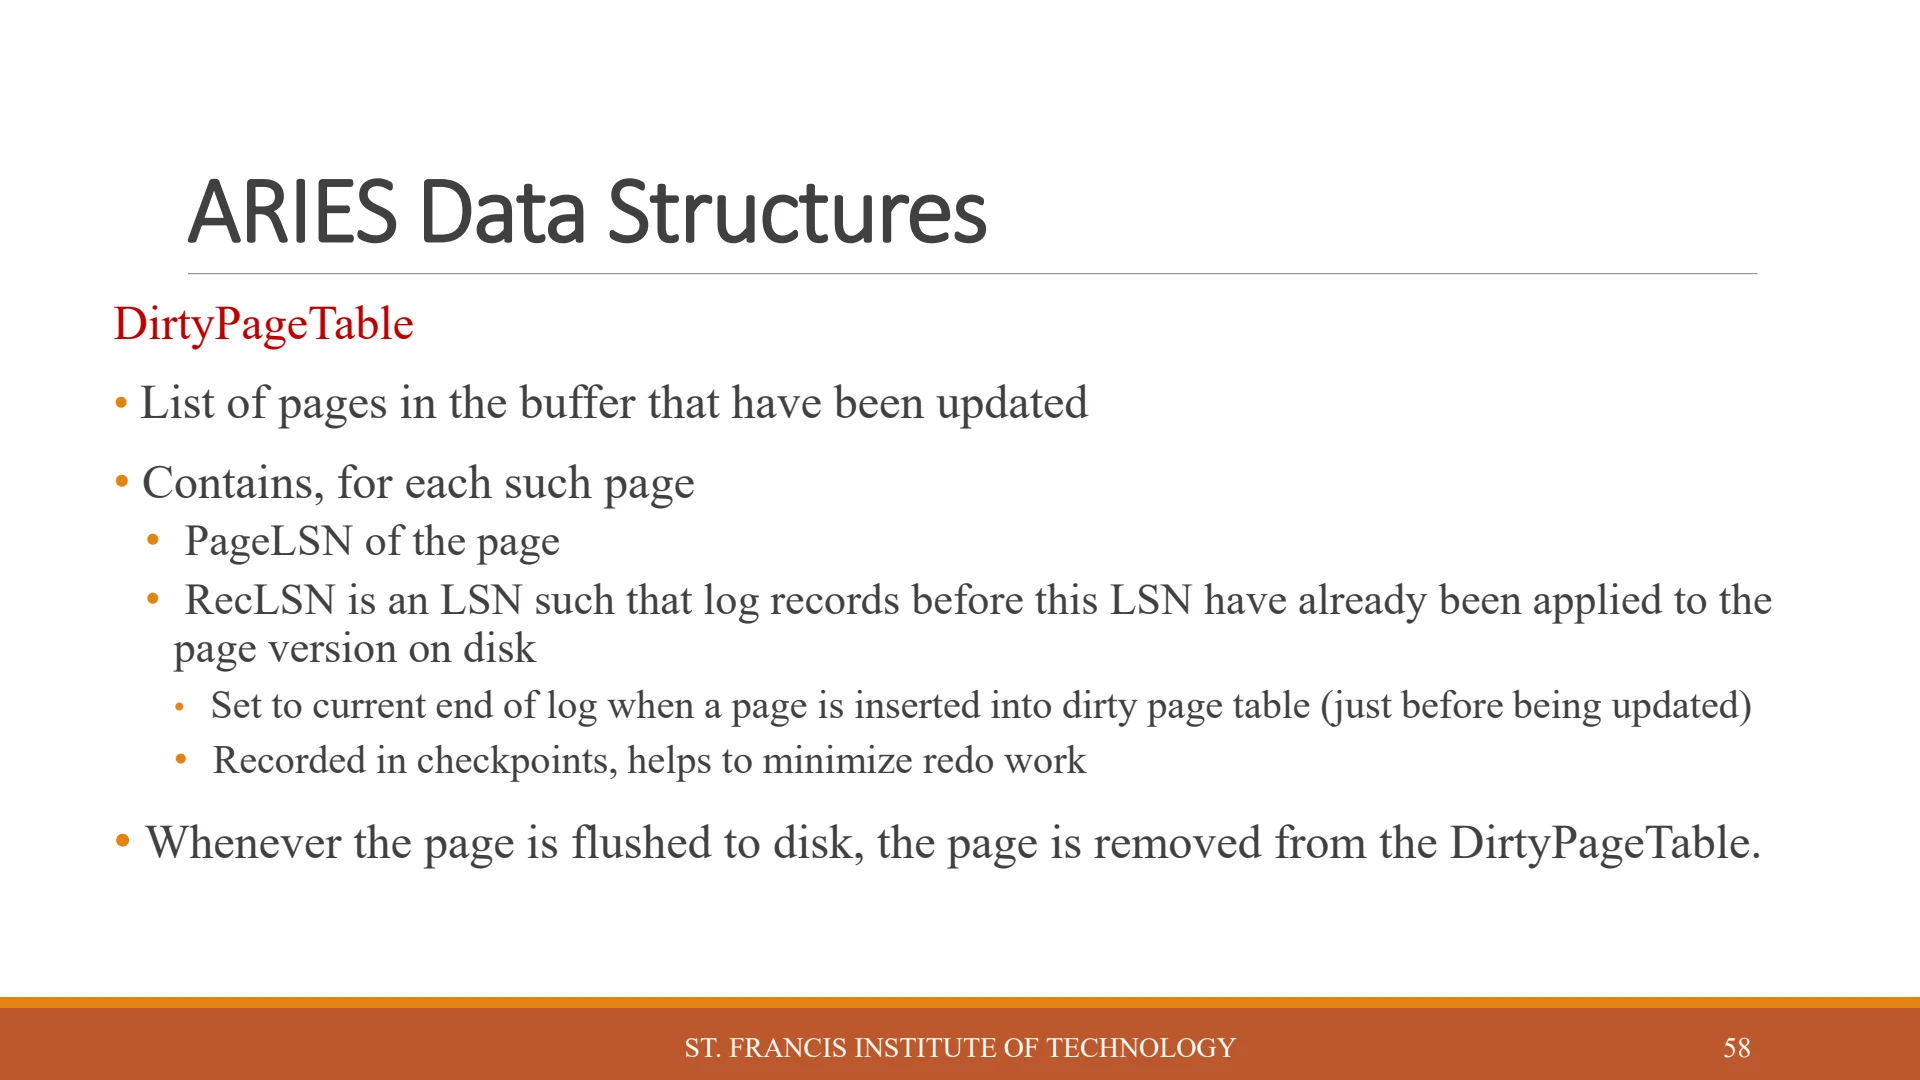 ARIES Data Structures
DirtyPageTable
• List of pages in the buffer that have been updated
• Contains, for each such page
• PageLSN of the page
• RecLSN is an LSN such that log records before this LSN have already been applied to the
page version on disk
• Set to current end of log when a page is inserted into dirty page table (just before being updated)
• Recorded in checkpoints, helps to minimize redo work
• Whenever the page is flushed to disk, the page is removed from the DirtyPageTable.
ST. FRANCIS INSTITUTE OF TECHNOLOGY
58